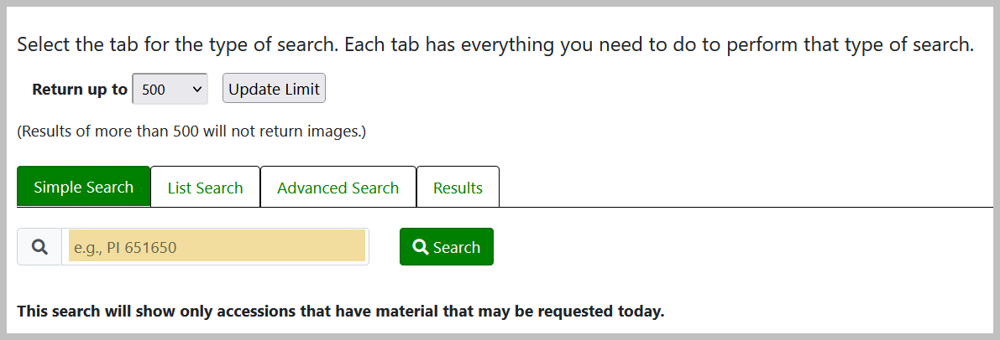 Select the tab for the type of search. Each tab has everything you need to do to perform that type of search.
Return up to 500 Update Limit
(Results of more than 500 will not return images.)
Simple Search List Search Advanced Search Results
e.g., PI 651650 Search
This search will show only accessions that have material that may be requested today.